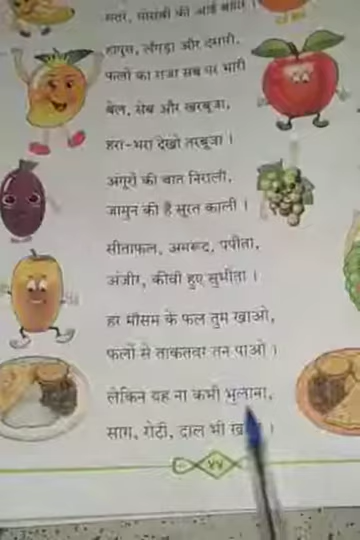 हापुस, लँगड़ा और दशहरी,
फलों का राजा सब पर भारी
बेल, सेब और खरबूजा,
हरा-भरा देखो तरबूजा ।
अंगूरों की बात निराली,
जामुन की है सूरत काली ।
सीताफल, अमरूद, पपीता,
अंजीर, कीवी हुए सुभीता ।
हर मौसम के फल तुम खाओ,
फलों से ताकतवर तन पाओ ।
लेकिन यह ना कभी भुलाना,
साग, रोटी, दाल भी ।
४४